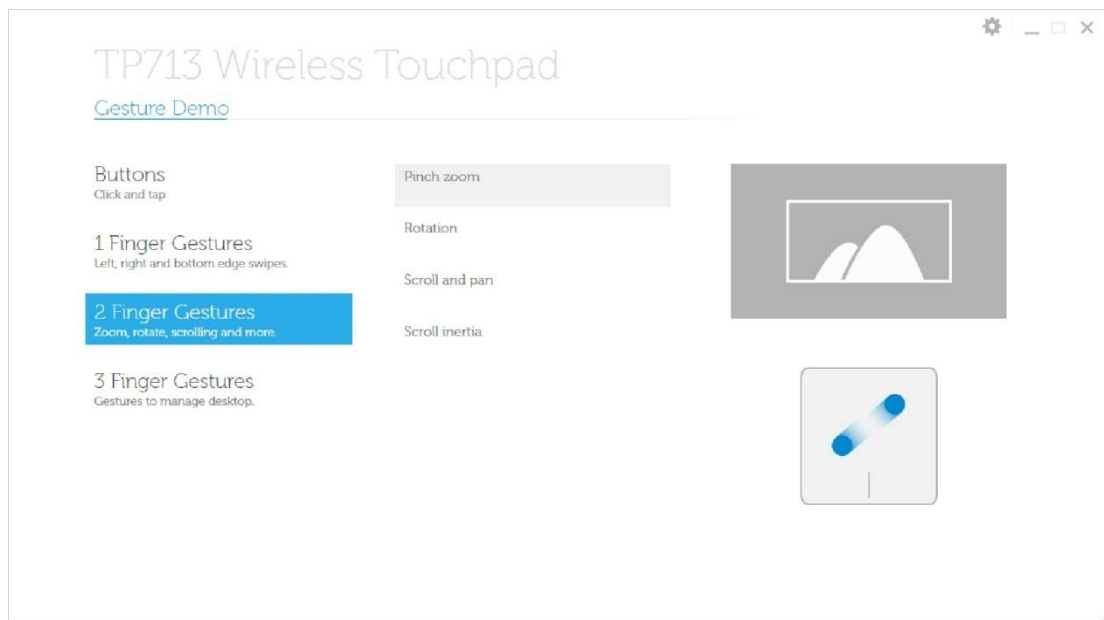 TP713 Wireless Touchpad
Gesture Demo
Buttons
Click and tap
1 Finger Gestures
Left, right and bottom edge swipes.
2 Finger Gestures
Zoom, rotate, scrolling and more.
3 Finger Gestures
Gestures to manage desktop.
Pinch zoom
Rotation
Scroll and pan
Scroll inertia